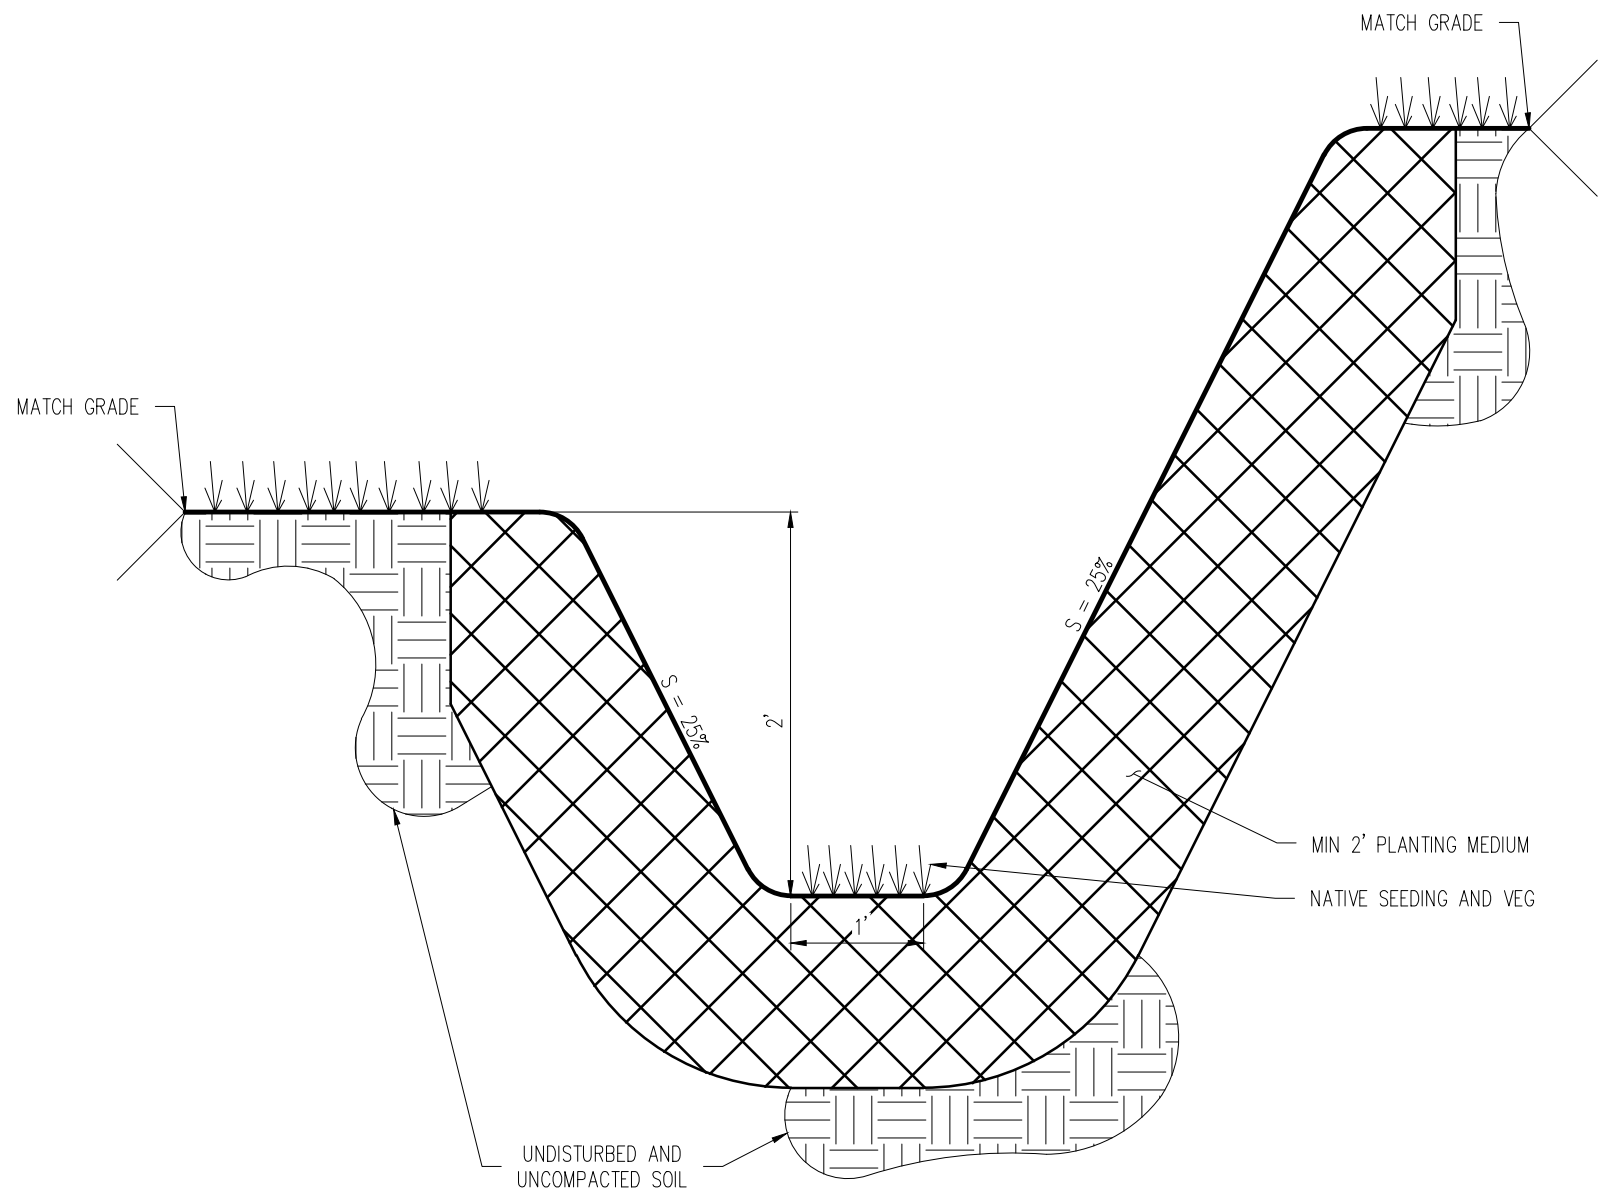 MATCH GRADE
MATCH GRADE
S = 25%
S = 25%
2'
1'
MIN 2' PLANTING MEDIUM
NATIVE SEEDING AND VEG
UNDISTURBED AND
UNCOMPACTED SOIL